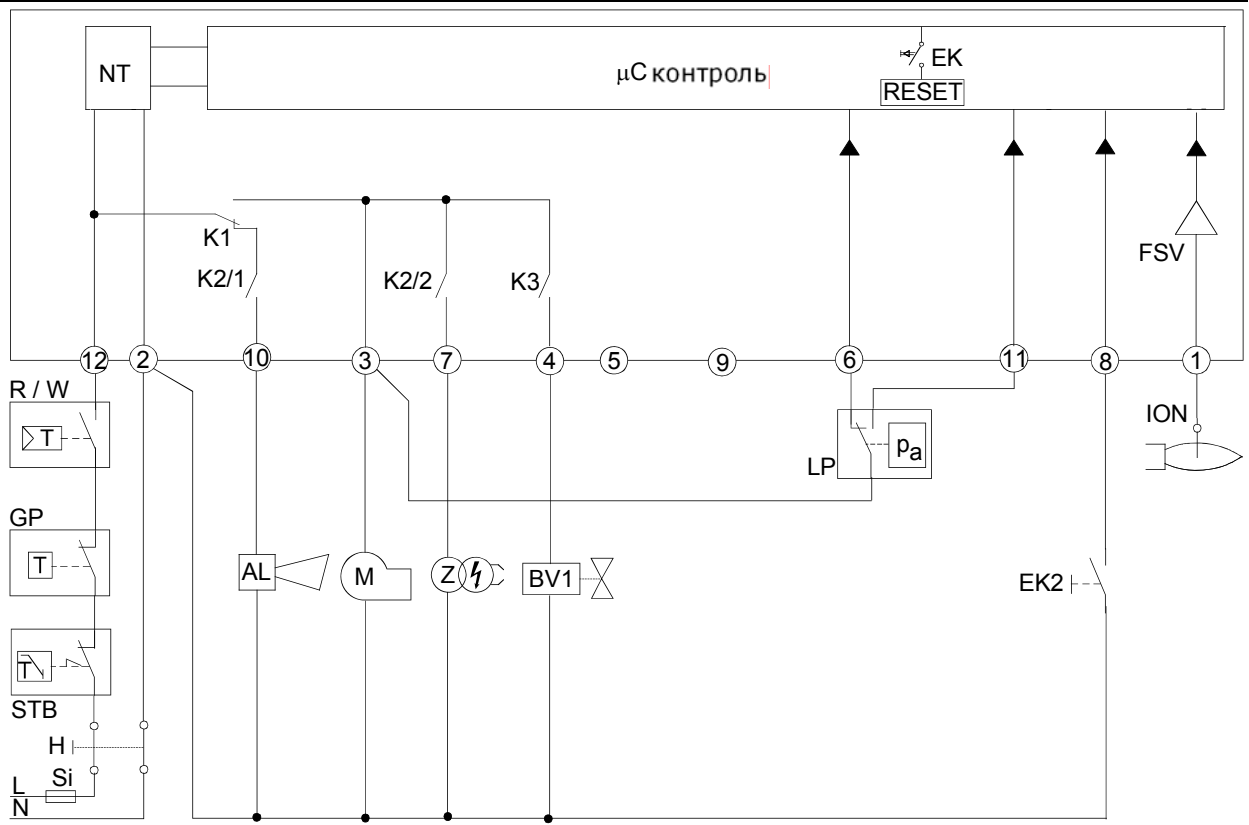 NT
μC контроль
EK
RESET
K1
K2/1
K2/2
K3
FSV
12
2
10
3
7
4
5
9
6
11
8
1
R / W
T
ION
LP
pa
GP
T
AL
M
Z
BV1
EK2
T
STB
H
Si
L
N